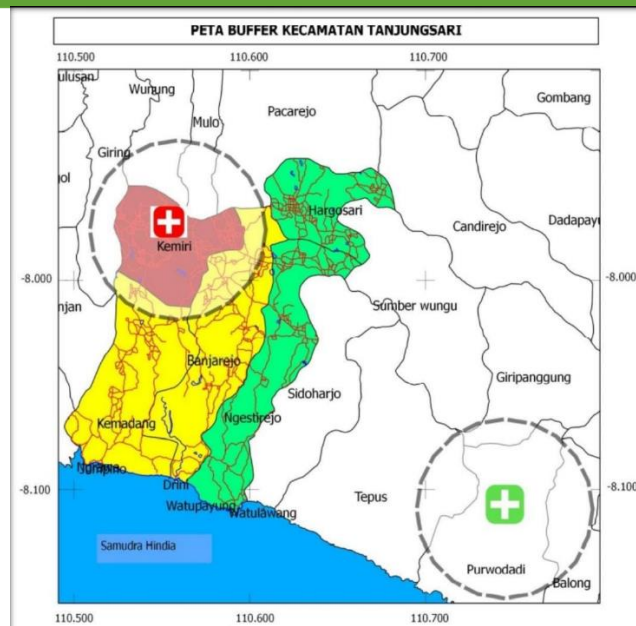 PETA BUFFER KECAMATAN TANJUNGSARI
110.500 110.600 110.700
Wunung
Mulo
Pacarejo
Gombang
Giring
Hargosari
Candirejo
Kemiri
-8.000 -8.000
Sumber wungu
Banjarejo
Sidoharjo
Giripanggung
Kemadang
Ngestirejo
Drini
-8.100 -8.100
Tepus
Watupayung
Watulawang
Samudra Hindia
Purwodadi
Balong
110.500 110.600 110.700